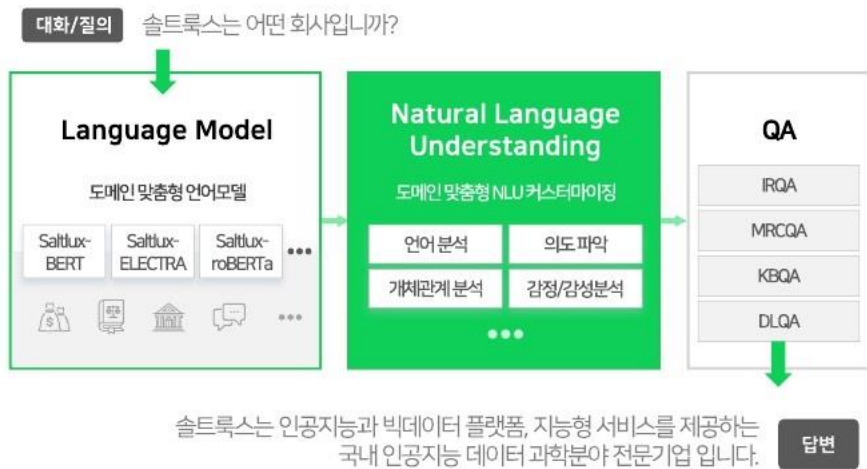 대화/질의 솔트룩스는 어떤 회사입니까?
Language Model
도메인 맞춤형 언어모델
Saltlux-
BERT
Saltlux-
ELECTRA
Saltlux-
roBERTa
Natural Language
Understanding
도메인 맞춤형 NLU 커스터마이징
언어 분석
의도 파악
개체관계 분석
감정/감성분석
QA
IRQA
MRCQA
KBQA
DLQA
솔트룩스는 인공지능과 빅데이터 플랫폼, 지능형 서비스를 제공하는
국내 인공지능 데이터 과학분야 전문기업 입니다.
답변